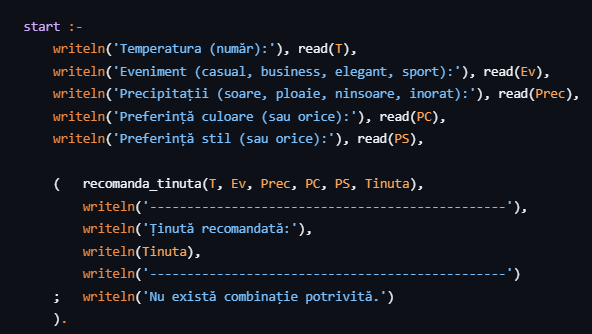 start :-
    writeln('Temperatura (număr):'), read(T),
    writeln('Eveniment (casual, business, elegant, sport):'), read(Ev),
    writeln('Precipitații (soare, ploaie, ninsoare, inorat):'), read(Prec),
    writeln('Preferință culoare (sau orice):'), read(PC),
    writeln('Preferință stil (sau orice):'), read(PS),
    (   recomanda_tinuta(T, Ev, Prec, PC, PS, Tinuta),
        writeln('------------------------------------------------'),
        writeln('Ținută recomandată:'),
        writeln(Tinuta),
        writeln('------------------------------------------------')
    ;   writeln('Nu există combinație potrivită.')
    ).